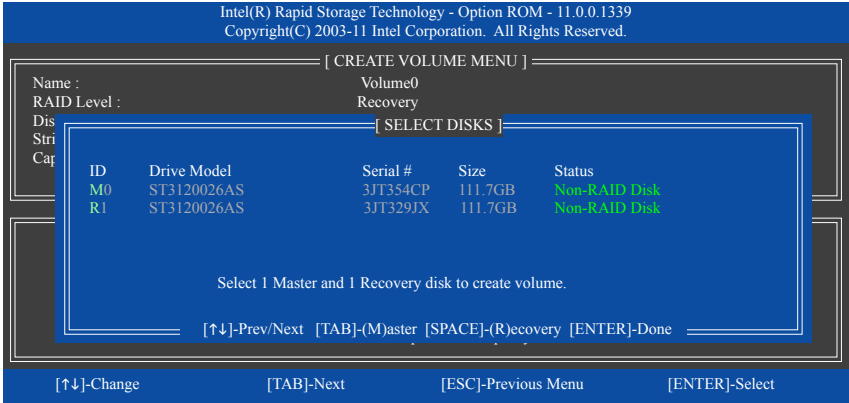 Intel(R) Rapid Storage Technology - Option ROM - 11.0.0.1339
Copyright(C) 2003-11 Intel Corporation. All Rights Reserved.
[ CREATE VOLUME MENU ]
Name : Volume0
RAID Level : Recovery
Dis
Stri
Cap
[ SELECT DISKS ]
ID Drive Model Serial # Size Status
M0 ST3120026AS 3JT354CP 111.7GB Non-RAID Disk
R1 ST3120026AS 3JT329JX 111.7GB Non-RAID Disk
Select 1 Master and 1 Recovery disk to create volume.
[↑↓]-Prev/Next [TAB]-(M)aster [SPACE]-(R)ecovery [ENTER]-Done
[↑↓]-Change [TAB]-Next [ESC]-Previous Menu [ENTER]-Select